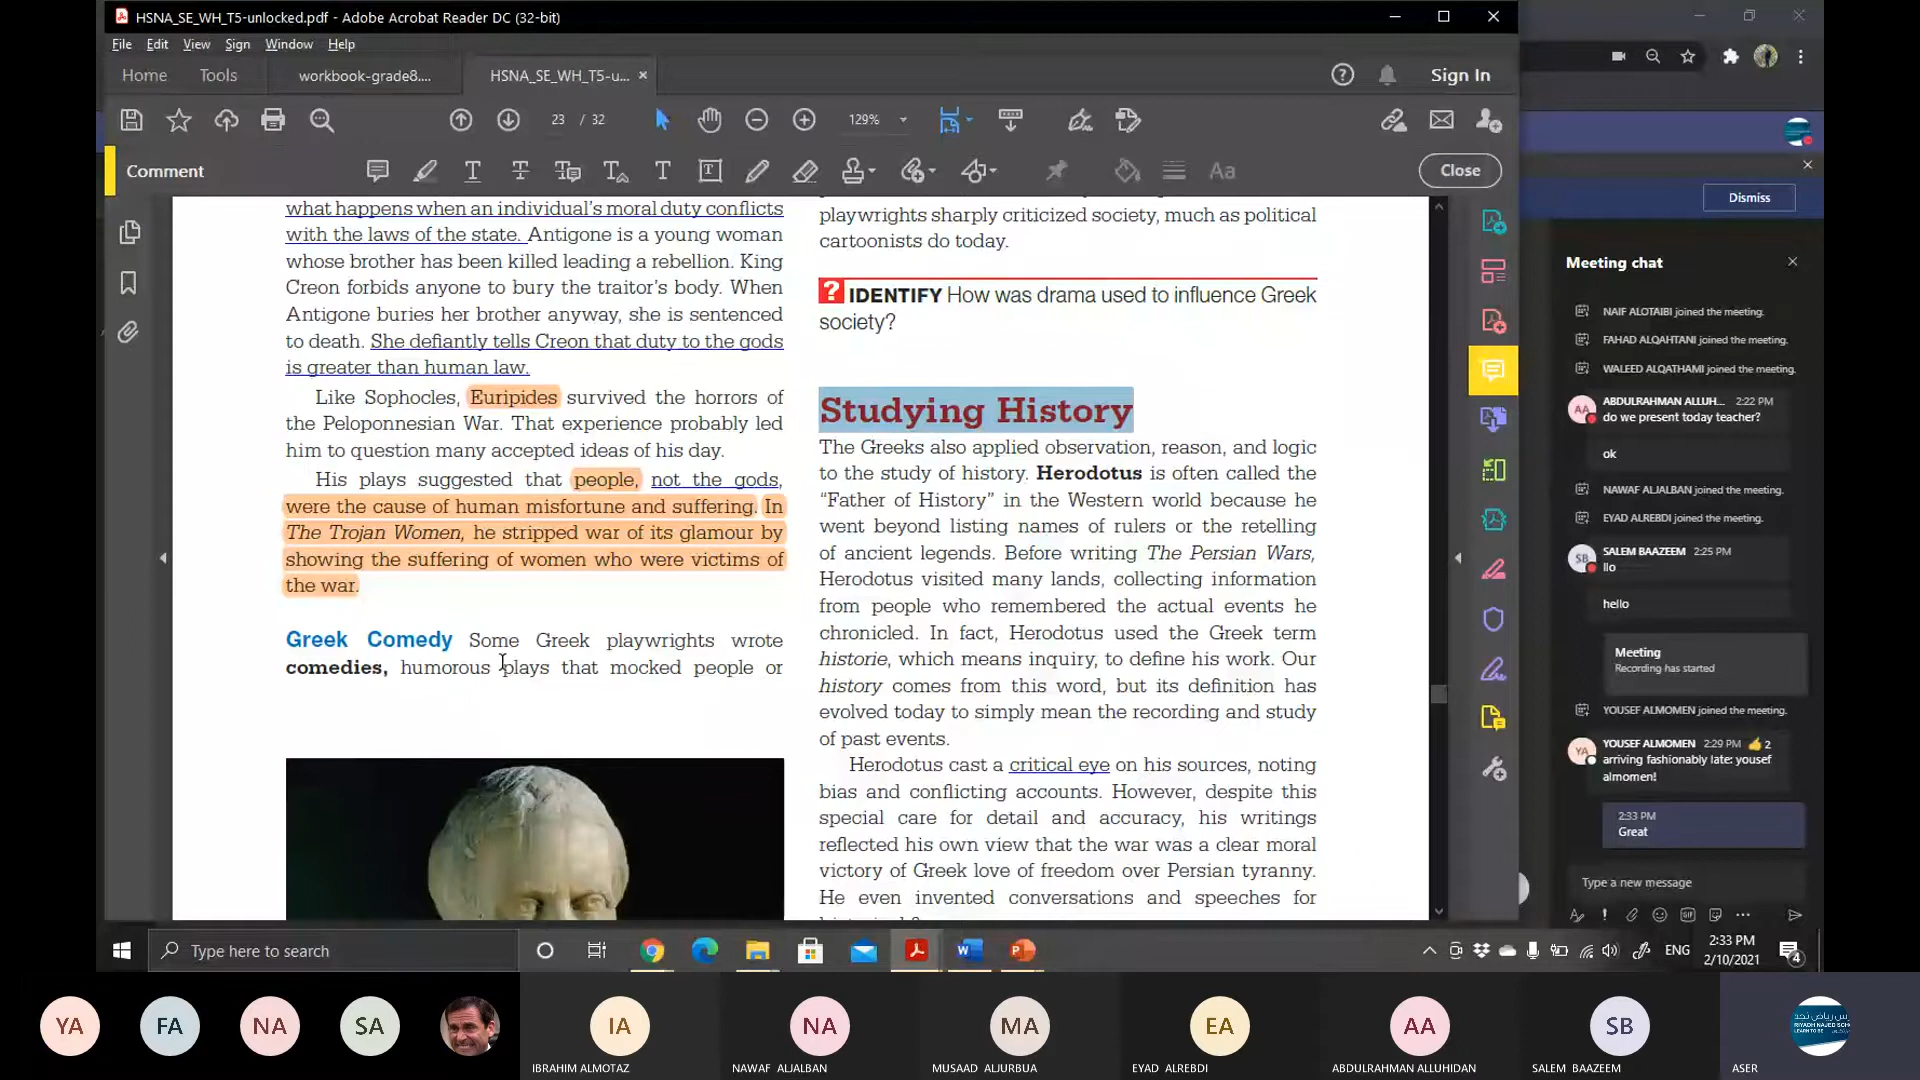 HSNA_SE_WH_T5-unlocked.pdf - Adobe Acrobat Reader DC (32-bit)
File Edit View Sign Window Help
Home Tools workbook-grade8.... HSNA_SE_WH_T5-u... × Sign In
23 / 32 129%
Comment Close
what happens when an individual's moral duty conflicts
with the laws of the state. Antigone is a young woman
whose brother has been killed leading a rebellion. King
Creon forbids anyone to bury the traitor's body. When
Antigone buries her brother anyway, she is sentenced
to death. She defiantly tells Creon that duty to the gods
is greater than human law.
Like Sophocles, Euripides survived the horrors of
the Peloponnesian War. That experience probably led
him to question many accepted ideas of his day.
His plays suggested that people, not the gods,
were the cause of human misfortune and suffering. In
The Trojan Women, he stripped war of its glamour by
showing the suffering of women who were victims of
the war.
Greek Comedy Some Greek playwrights wrote
comedies, humorous plays that mocked people or
playwrights sharply criticized society, much as political
cartoonists do today.
? IDENTIFY How was drama used to influence Greek
society?
Studying History
The Greeks also applied observation, reason, and logic
to the study of history. Herodotus is often called the
“Father of History” in the Western world because he
went beyond listing names of rulers or the retelling
of ancient legends. Before writing The Persian Wars,
Herodotus visited many lands, collecting information
from people who remembered the actual events he
chronicled. In fact, Herodotus used the Greek term
historie, which means inquiry, to define his work. Our
history comes from this word, but its definition has
evolved today to simply mean the recording and study
of past events.
Herodotus cast a critical eye on his sources, noting
bias and conflicting accounts. However, despite this
special care for detail and accuracy, his writings
reflected his own view that the war was a clear moral
victory of Greek love of freedom over Persian tyranny.
He even invented conversations and speeches for
Dismiss
Meeting chat
NAIF ALOTAIBI joined the meeting.
FAHAD ALQAHTANI joined the meeting.
WALEED ALQATHAMI joined the meeting.
AA ABDULRAHMAN ALLUH... 2:22 PM
do we present today teacher?
ok
NAWAF ALJALBAN joined the meeting.
EYAD ALREBDI joined the meeting.
SB SALEM BAAZEEM 2:25 PM
llo
hello
Meeting
Recording has started
YOUSEF ALMOMEN joined the meeting.
YA YOUSEF ALMOMEN 2:29 PM 👍 2
arriving fashionably late: yousef
almomen!
2:33 PM
Great
Type a new message
Type here to search
ENG
2:33 PM
2/10/2021
4
YA FA NA SA IA NA MA EA AA SB
IBRAHIM ALMOTAZ NAWAF ALJALBAN MUSAAD ALJURBUA EYAD ALREBDI ABDULRAHMAN ALLUHIDAN SALEM BAAZEEM ASER